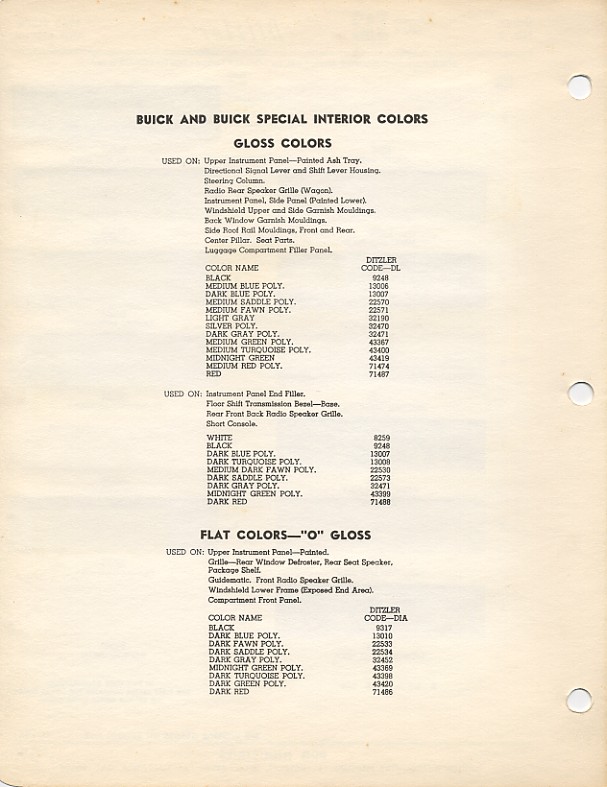 BUICK AND BUICK SPECIAL INTERIOR COLORS
GLOSS COLORS
USED ON: Upper Instrument Panel—Painted Ash Tray.
Directional Signal Lever and Shift Lever Housing.
Steering Column.
Radio Rear Speaker Grille (Wagon).
Instrument Panel, Side Panel (Painted Lower).
Windshield Upper and Side Garnish Mouldings.
Back Window Garnish Mouldings.
Side Roof Rail Mouldings, Front and Rear.
Center Pillar. Seat Parts.
Luggage Compartment Filler Panel.
DITZLER
COLOR NAME CODE—DL
BLACK 9248
MEDIUM BLUE POLY. 13006
DARK BLUE POLY. 13007
MEDIUM SADDLE POLY. 22570
MEDIUM FAWN POLY. 22571
LIGHT GRAY 32190
SILVER POLY. 32470
DARK GRAY POLY. 32471
MEDIUM GREEN POLY. 43367
MEDIUM TURQUOISE POLY. 43400
MIDNIGHT GREEN 43419
MEDIUM RED POLY. 71474
RED 71487
USED ON: Instrument Panel End Filler.
Floor Shift Transmission Bezel—Base.
Rear Front Back Radio Speaker Grille.
Short Console.
WHITE 8259
BLACK 9248
DARK BLUE POLY. 13007
DARK TURQUOISE POLY. 13009
MEDIUM DARK FAWN POLY. 22530
DARK SADDLE POLY. 22573
DARK GRAY POLY. 32471
MIDNIGHT GREEN POLY. 43399
DARK RED 71488
FLAT COLORS—"O" GLOSS
USED ON: Upper Instrument Panel—Painted.
Grille—Rear Window Defroster, Rear Seat Speaker,
Package Shelf.
Guidematic. Front Radio Speaker Grille.
Windshield Lower Frame (Exposed End Area).
Compartment Front Panel.
DITZLER
COLOR NAME CODE—DIA
BLACK 9317
DARK BLUE POLY. 13010
DARK FAWN POLY. 22533
DARK SADDLE POLY. 22534
DARK GRAY POLY. 32452
MIDNIGHT GREEN POLY. 43369
DARK TURQUOISE POLY. 43398
DARK GREEN POLY. 43420
DARK RED 71486